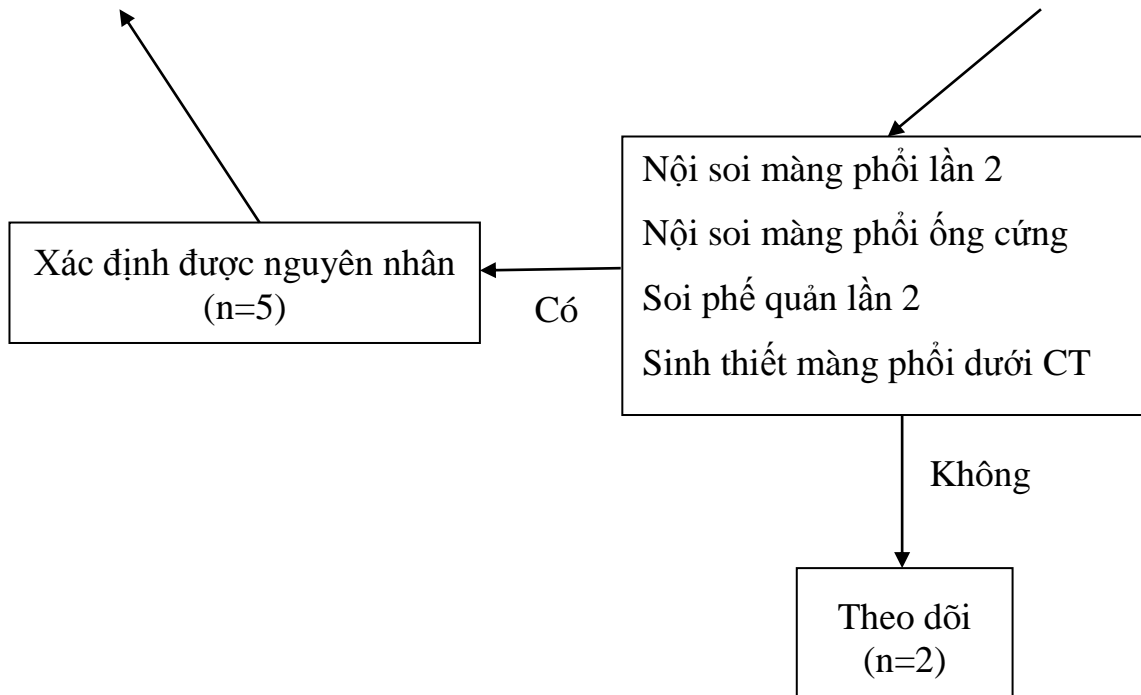 Nội soi màng phổi lần 2
Nội soi màng phổi ống cứng
Soi phế quản lần 2
Sinh thiết màng phổi dưới CT
Có
Xác định được nguyên nhân
(n=5)
Không
Theo dõi
(n=2)